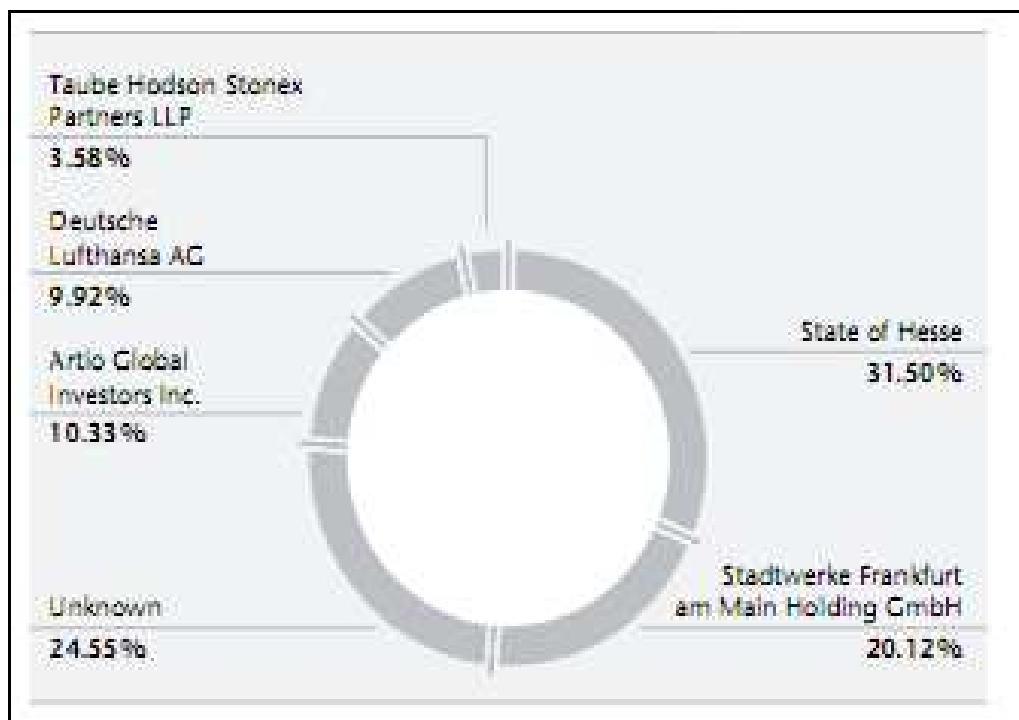 Taube Hodson Stonex
Partners LLP
3.58%
Deutsche
Lufthansa AG
9.92%
Artio Global
Investors Inc.
10.33%
Unknown
24.55%
State of Hesse
31.50%
Stadtwerke Frankfurt
am Main Holding GmbH
20.12%